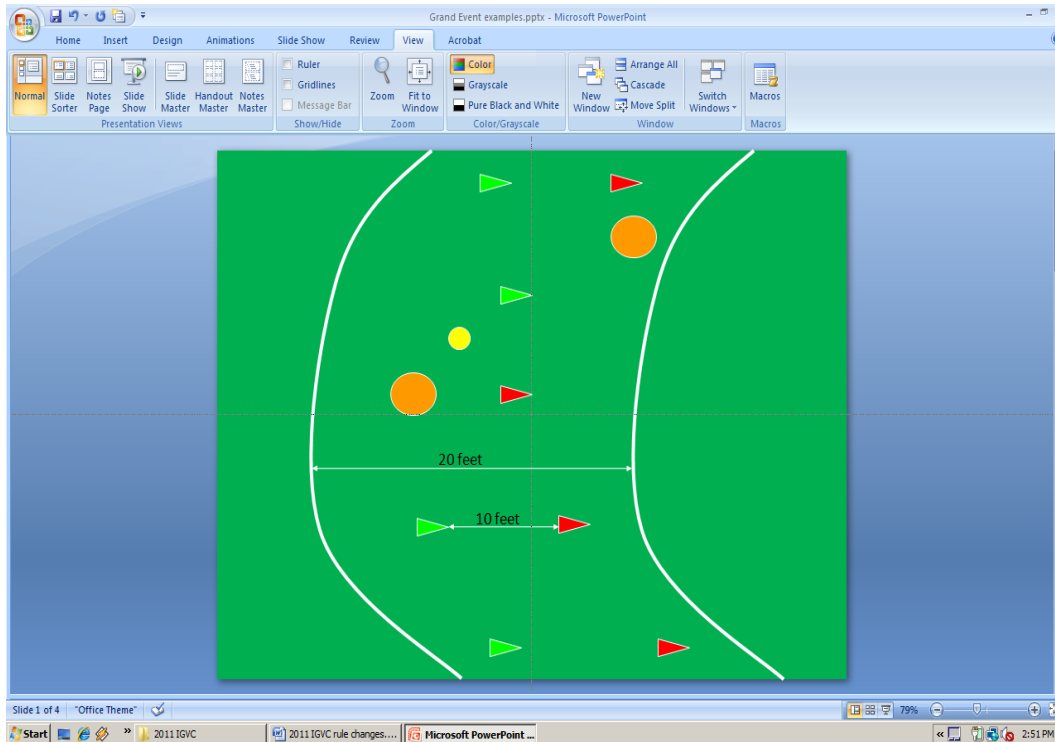 Grand Event examples.pptx - Microsoft PowerPoint
Home Insert Design Animations Slide Show Review View Acrobat
Normal
Slide Sorter
Notes Page
Slide Show
Slide Master
Handout Master
Notes Master
Presentation Views
Ruler
Gridlines
Message Bar
Show/Hide
Zoom
Fit to Window
Zoom
Color
Grayscale
Pure Black and White
Color/Grayscale
New Window
Arrange All
Cascade
Move Split
Switch Windows
Window
Macros
Macros
20 feet
10 feet
Slide 1 of 4 "Office Theme" 79%
Start » 2011 IGVC 2011 IGVC rule changes.... Microsoft PowerPoint ... « 2:51 PM